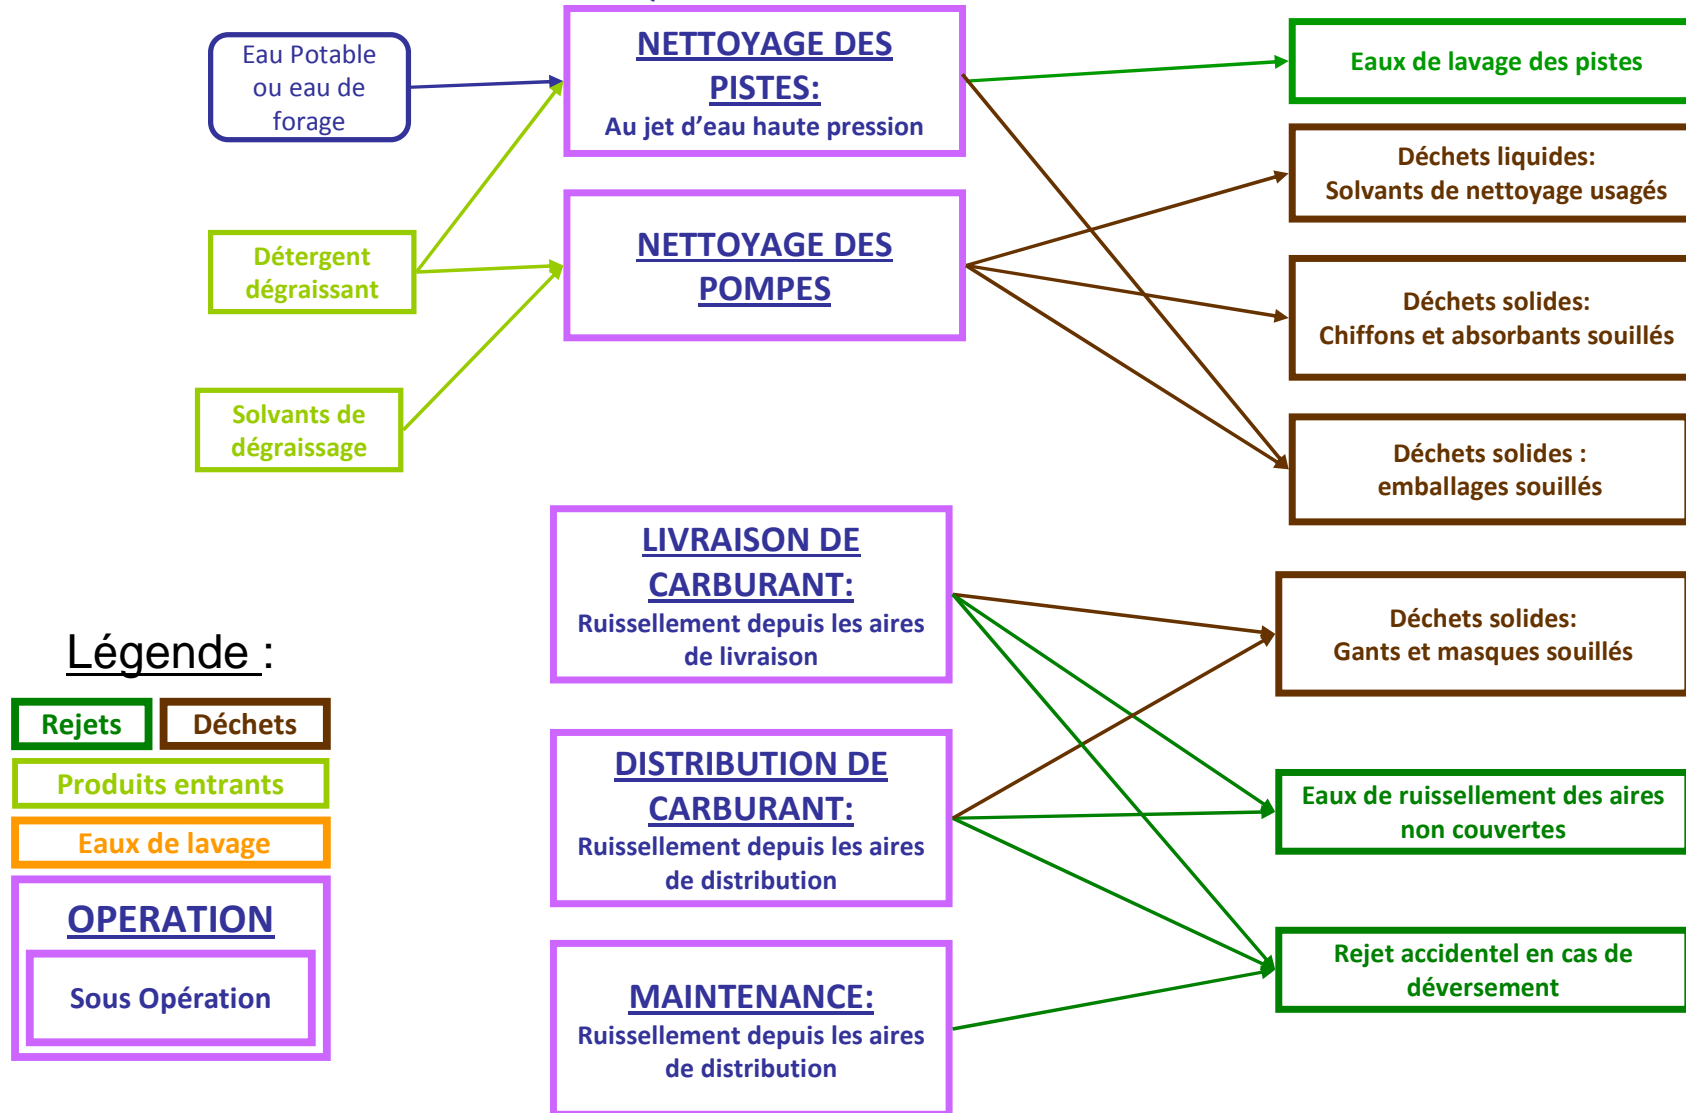 Eau Potable
ou eau de
forage
NETTOYAGE DES
PISTES:
Au jet d’eau haute pression
Eaux de lavage des pistes
Déchets liquides:
Solvants de nettoyage usagés
Détergent
dégraissant
NETTOYAGE DES
POMPES
Déchets solides:
Chiffons et absorbants souillés
Solvants de
dégraissage
Déchets solides :
emballages souillés
LIVRAISON DE
CARBURANT:
Ruissellement depuis les aires
de livraison
Déchets solides:
Gants et masques souillés
Légende :
Rejets
Déchets
Produits entrants
Eaux de lavage
OPERATION
Sous Opération
DISTRIBUTION DE
CARBURANT:
Ruissellement depuis les aires
de distribution
Eaux de ruissellement des aires
non couvertes
MAINTENANCE:
Ruissellement depuis les aires
de distribution
Rejet accidentel en cas de
déversement